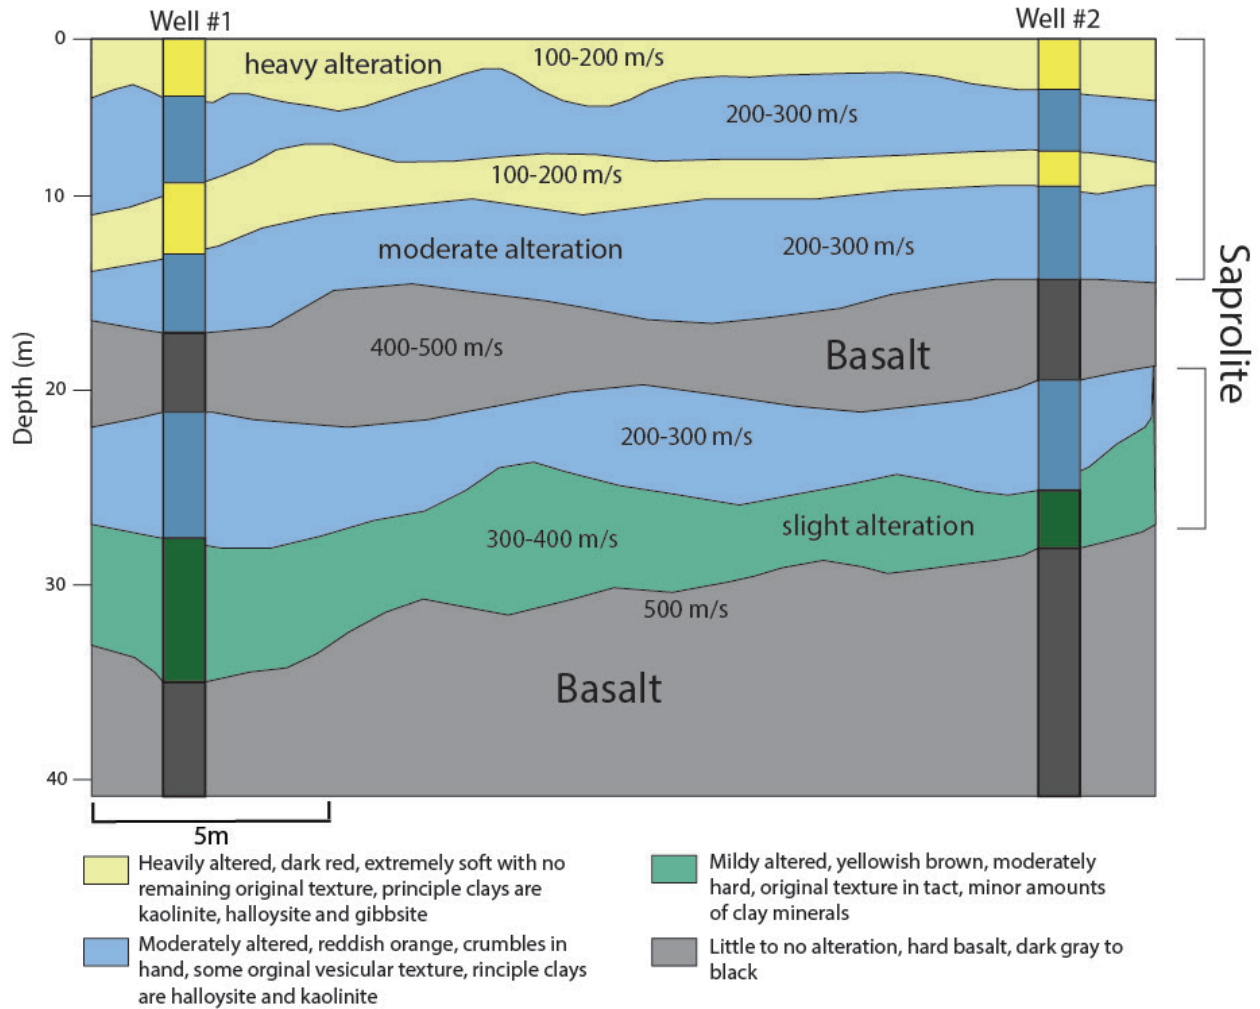 Well #1
Well #2
0
heavy alteration
100-200 m/s
200-300 m/s
100-200 m/s
10
moderate alteration
200-300 m/s
Saprolite
400-500 m/s
Basalt
Depth (m)
20
200-300 m/s
300-400 m/s
slight alteration
30
500 m/s
Basalt
40
5m
Heavily altered, dark red, extremely soft with no
remaining original texture, principle clays are
kaolinite, halloysite and gibbsite
Moderately altered, reddish orange, crumbles in
hand, some orginal vesicular texture, rinciple clays
are halloysite and kaolinite
Mildy altered, yellowish brown, moderately
hard, original texture in tact, minor amounts
of clay minerals
Little to no alteration, hard basalt, dark gray to
black